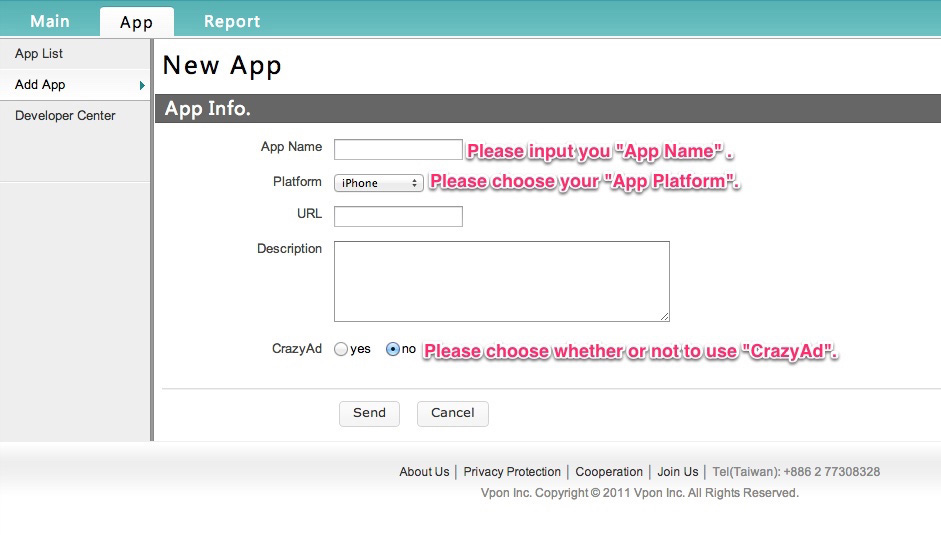 Main App Report
App List
Add App
Developer Center
New App
App Info.
App Name Please input you "App Name" .
Platform iPhone Please choose your "App Platform".
URL
Description
CrazyAd yes no Please choose whether or not to use "CrazyAd".
Send Cancel
About Us | Privacy Protection | Cooperation | Join Us | Tel(Taiwan): +886 2 77308328
Vpon Inc. Copyright © 2011 Vpon Inc. All Rights Reserved.